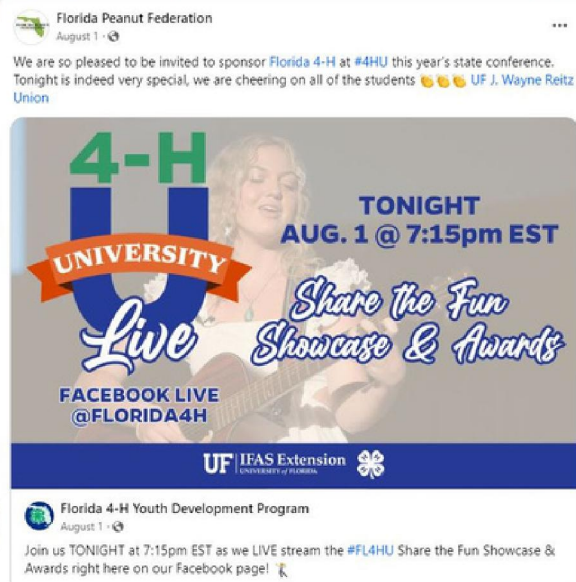 Florida Peanut Federation
August 1 ·
We are so pleased to be invited to sponsor Florida 4-H at #4HU this year's state conference.
Tonight is indeed very special, we are cheering on all of the students 👏👏👏 UF J. Wayne Reitz
Union
4-H
U
UNIVERSITY
Live
FACEBOOK LIVE
@FLORIDA4H
TONIGHT
AUG. 1 @ 7:15pm EST
Share the Fun
Showcase & Awards
UF IFAS Extension
UNIVERSITY of FLORIDA
Florida 4-H Youth Development Program
August 1 ·
Join us TONIGHT at 7:15pm EST as we LIVE stream the #FL4HU Share the Fun Showcase &
Awards right here on our Facebook page!